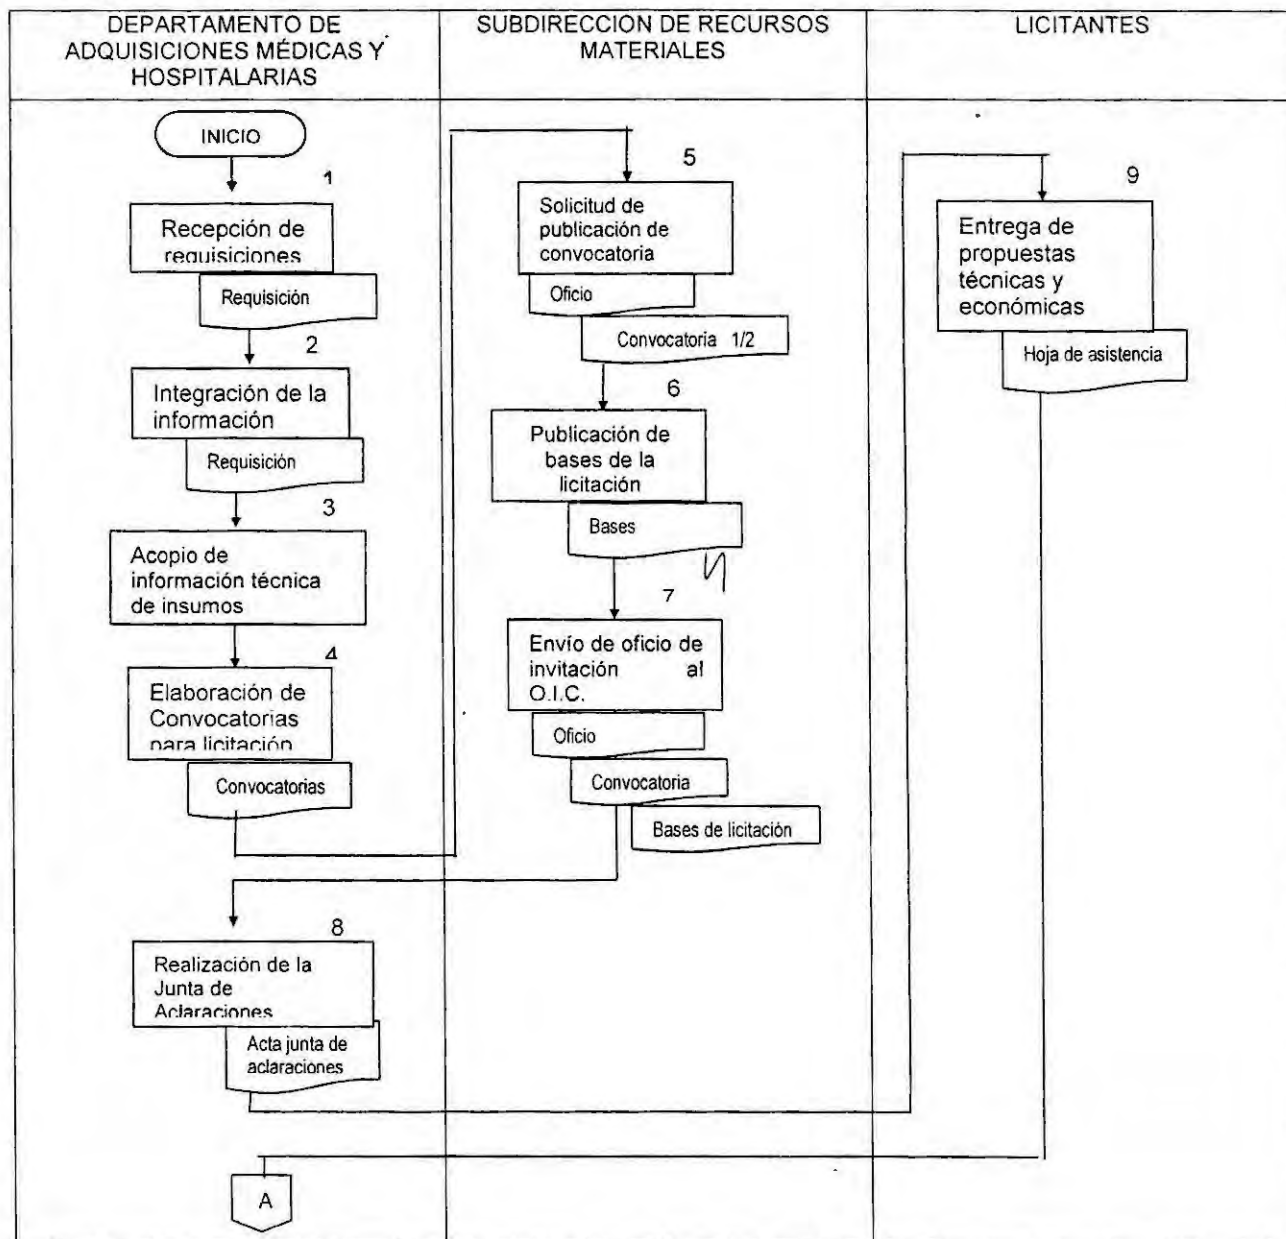 DEPARTAMENTO DE
ADQUISICIONES MÉDICAS Y
HOSPITALARIAS
SUBDIRECCION DE RECURSOS
MATERIALES
LICITANTES
INICIO
1
Recepción de
requisiciones
Requisición
2
Integración de la
información
Requisición
3
Acopio de
información técnica
de insumos
4
Elaboración de
Convocatorias
para licitación
Convocatorias
5
Solicitud de
publicación de
convocatoria
Oficio
Convocatoria 1/2
6
Publicación de
bases de la
licitación
Bases
7
Envío de oficio de
invitación al
O.I.C.
Oficio
Convocatoria
Bases de licitación
8
Realización de la
Junta de
Aclaraciones
Acta junta de
aclaraciones
9
Entrega de
propuestas
técnicas y
económicas
Hoja de asistencia
A